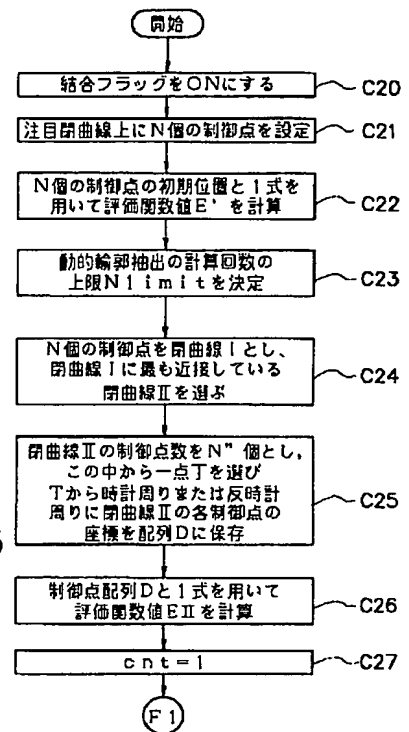 開始
結合フラッグをONにする
C20
注目閉曲線上にN個の制御点を設定
C21
N個の制御点の初期位置と1式を
用いて評価関数値E'を計算
C22
動的輪郭抽出の計算回数の
上限Nlimitを決定
C23
N個の制御点を閉曲線Iとし、
閉曲線Iに最も近接している
閉曲線IIを選ぶ
C24
閉曲線IIの制御点数をN"個とし,
この中から一点丁を選び
Tから時計周りまたは反時計
周りに閉曲線IIの各制御点の
座標を配列Dに保存
C25
制御点配列Dと1式を用いて
評価関数値EIIを計算
C26
cnt=1
C27
F1